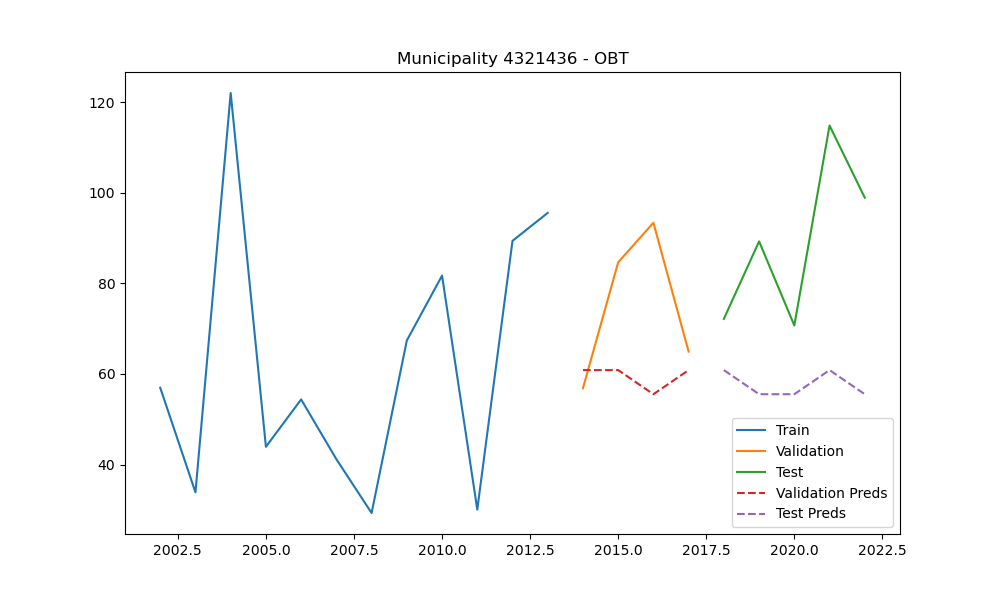 Municipality 4321436 - OBT
120
100
80
60
40
2002.5 2005.0 2007.5 2010.0 2012.5 2015.0 2017.5 2020.0 2022.5
Train
Validation
Test
Validation Preds
Test Preds